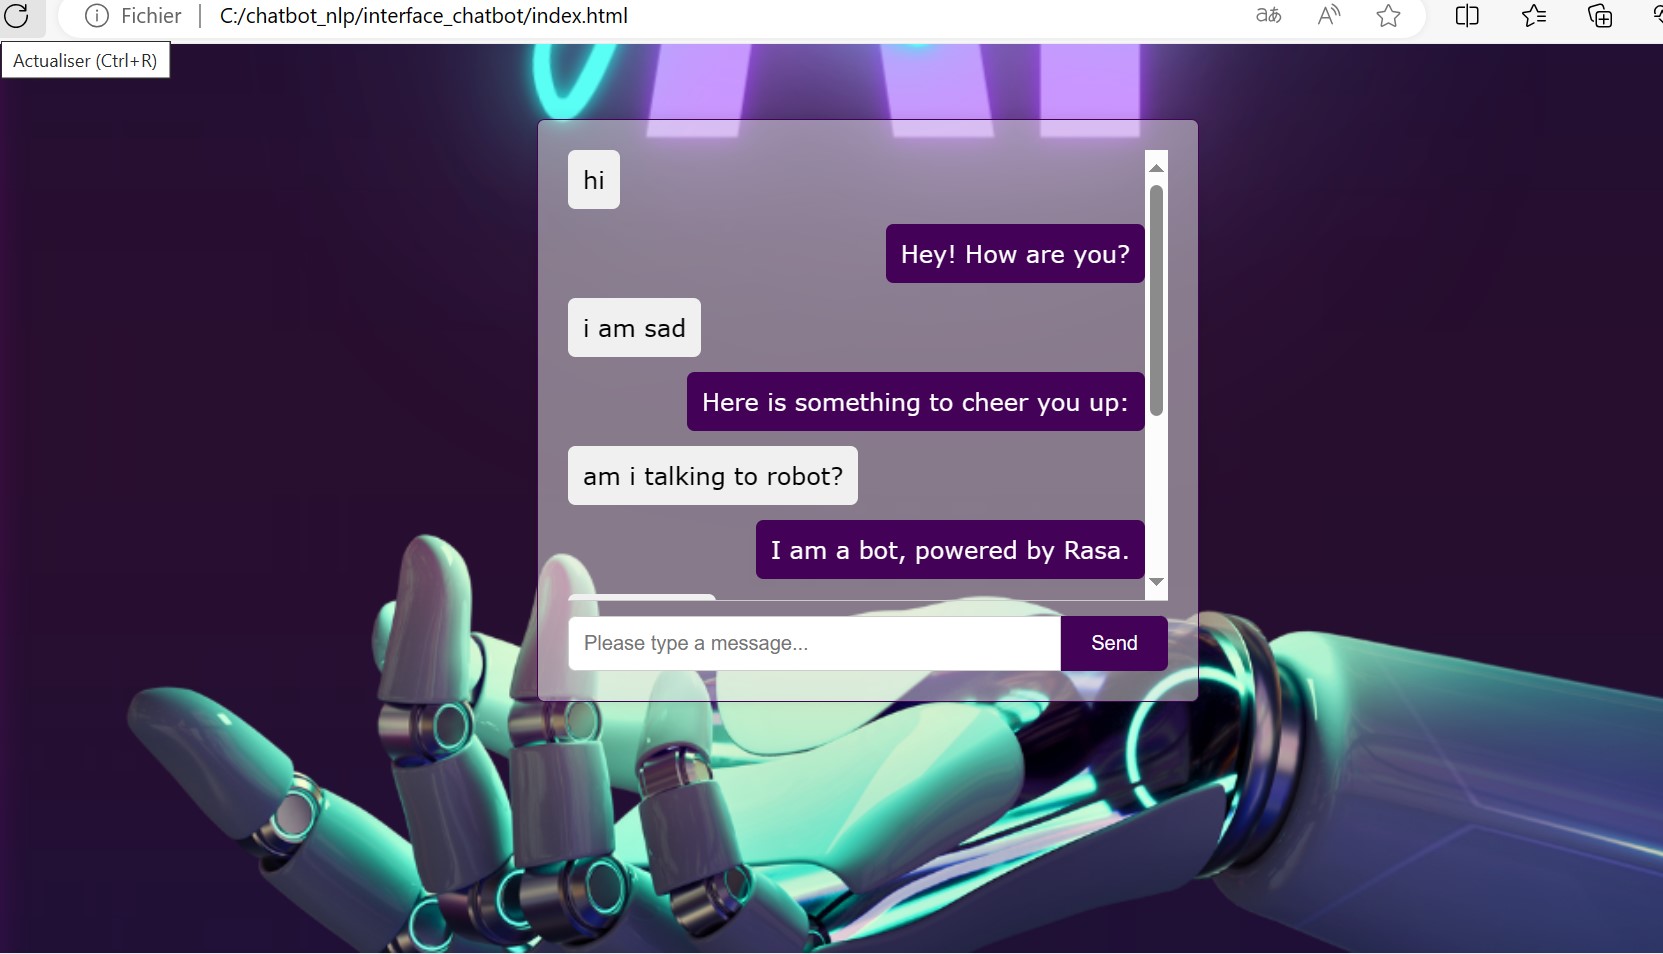 Fichier C:/chatbot_nlp/interface_chatbot/index.html
Actualiser (Ctrl+R)
AI
hi
Hey! How are you?
i am sad
Here is something to cheer you up:
am i talking to robot?
I am a bot, powered by Rasa.
Please type a message...
Send